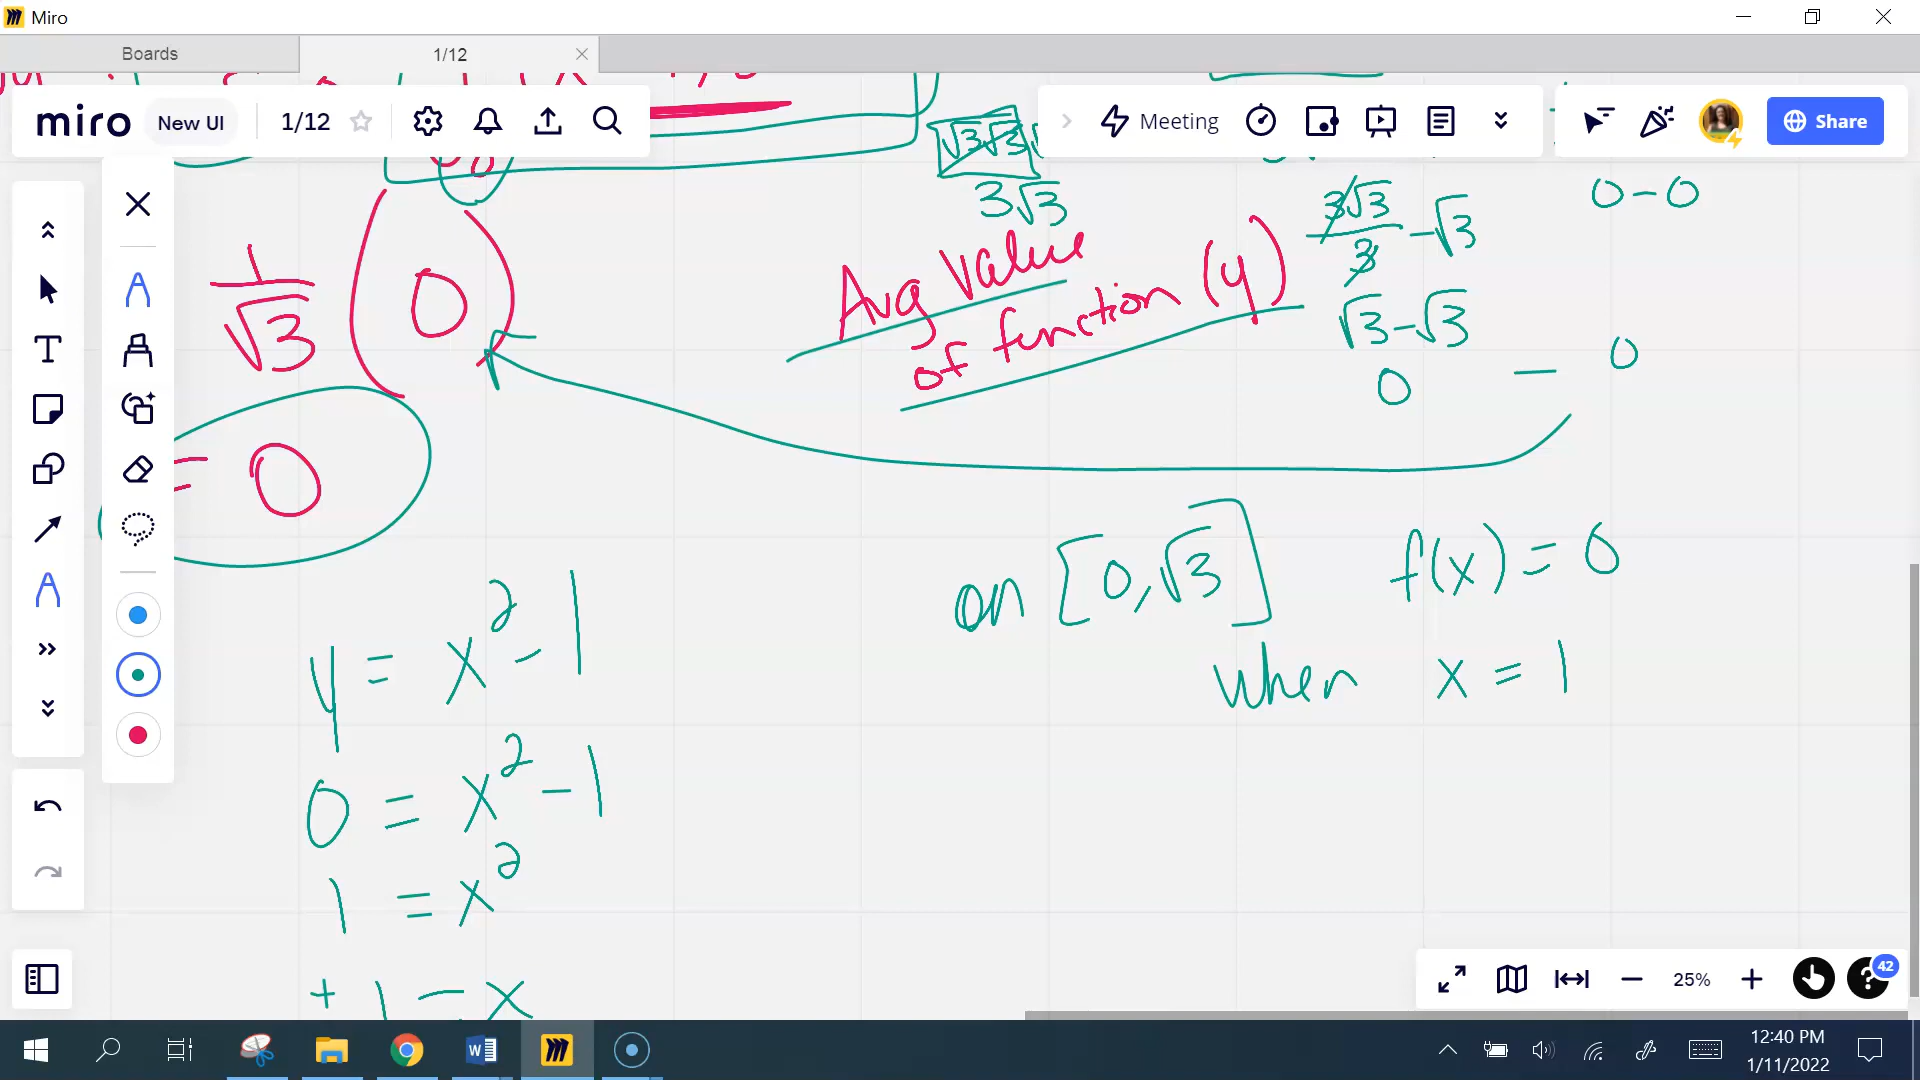 Miro
Boards
1/12
miro New UI 1/12
Meeting
Share
√3√3
3√3
3√3/3 - √3
0 - 0
√3 - √3
0
- 0
1/√3 ( 0 )
Avg Value
of function (y)
= 0
on [0, √3] f(x) = 0
when x = 1
y = x² - 1
0 = x² - 1
1 = x²
+ 1 = x
25%
42
12:40 PM
1/11/2022